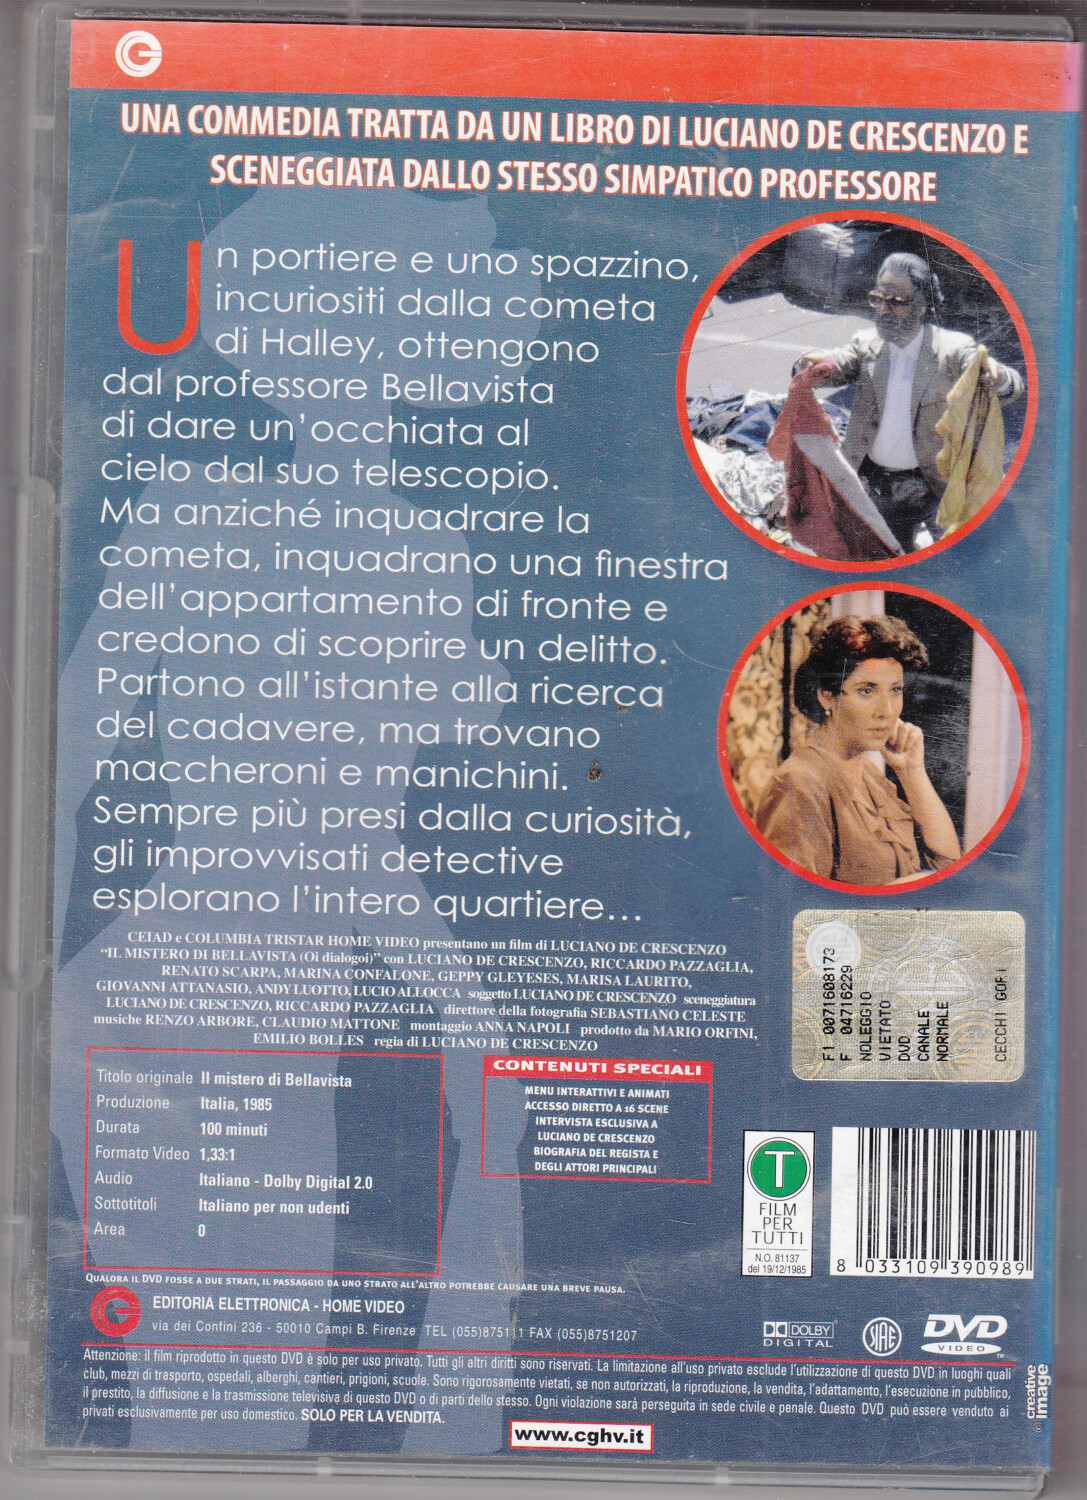 UNA COMMEDIA TRATTA DA UN LIBRO DI LUCIANO DE CRESCENZO E
SCENEGGIATA DALLO STESSO SIMPATICO PROFESSORE
Un portiere e uno spazzino,
incuriositi dalla cometa
di Halley, ottengono
dal professore Bellavista
di dare un'occhiata al
cielo dal suo telescopio.
Ma anziché inquadrare la
cometa, inquadrano una finestra
dell'appartamento di fronte e
credono di scoprire un delitto.
Partono all'istante alla ricerca
del cadavere, ma trovano
maccheroni e manichini.
Sempre più presi dalla curiosità,
gli improvvisati detective
esplorano l'intero quartiere...
CEIAD e COLUMBIA TRISTAR HOME VIDEO presentano un film di LUCIANO DE CRESCENZO
"IL MISTERO DI BELLAVISTA (Oi dialogoi)" con LUCIANO DE CRESCENZO, RICCARDO PAZZAGLIA,
RENATO SCARPA, MARINA CONFALONE, GEPPY GLEYESES, MARISA LAURITO,
GIOVANNI ATTANASIO, ANDY LUOTTO, LUCIO ALLOCCA soggetto LUCIANO DE CRESCENZO sceneggiatura
LUCIANO DE CRESCENZO, RICCARDO PAZZAGLIA direttore della fotografia SEBASTIANO CELESTE
musiche RENZO ARBORE, CLAUDIO MATTONE montaggio ANNA NAPOLI prodotto da MARIO ORFINI,
EMILIO BOLLES regia di LUCIANO DE CRESCENZO
FI 0071608173
F 04716229
NOLEGGIO
VIETATO
DVD
CANALE
NORMALE
CECCHI GORI
Titolo originale Il mistero di Bellavista
Produzione Italia, 1985
Durata 100 minuti
Formato Video 1,33:1
Audio Italiano - Dolby Digital 2.0
Sottotitoli Italiano per non udenti
Area 0
CONTENUTI SPECIALI
MENU INTERATTIVI E ANIMATI
ACCESSO DIRETTO A 16 SCENE
INTERVISTA ESCLUSIVA A
LUCIANO DE CRESCENZO
BIOGRAFIA DEL REGISTA E
DEGLI ATTORI PRINCIPALI
T
FILM
PER
TUTTI
N.O. 81137
del 19/12/1985
8 033109 390989
QUALORA IL DVD FOSSE A DUE STRATI, IL PASSAGGIO DA UNO STRATO ALL'ALTRO POTREBBE CAUSARE UNA BREVE PAUSA.
EDITORIA ELETTRONICA - HOME VIDEO
via dei Confini 236 - 50010 Campi B. Firenze TEL (055)875111 FAX (055)8751207
DOLBY
DIGITAL
SIAE
DVD
VIDEO™
Attenzione: il film riprodotto in questo DVD è solo per uso privato. Tutti gli altri diritti sono riservati. La limitazione all'uso privato esclude l'utilizzazione di questo DVD in luoghi quali
club, mezzi di trasporto, ospedali, alberghi, cantieri, prigioni, scuole. Sono rigorosamente vietati, se non autorizzati, la riproduzione, la vendita, l'adattamento, l'esecuzione in pubblico,
il prestito, la diffusione e la trasmissione televisiva di questo DVD o di parti dello stesso. Ogni violazione sarà perseguita in sede civile e penale. Questo DVD può essere venduto ai
privati esclusivamente per uso domestico. SOLO PER LA VENDITA.
© creative image
www.cghv.it